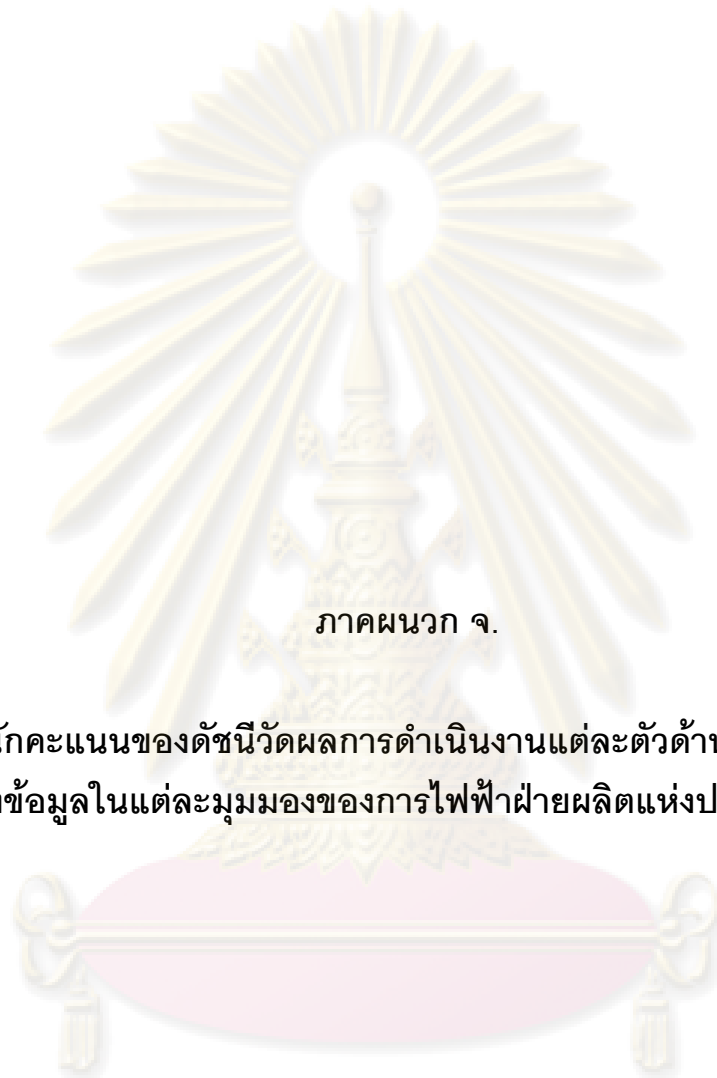 ภาคผนวก จ.
นักคะแนนของดัชนีวัดผลการดำเนินงานแต่ละตัวด้าน
ข้อมูลในแต่ละมุมมองของการไฟฟ้าฝ่ายผลิตแห่งป